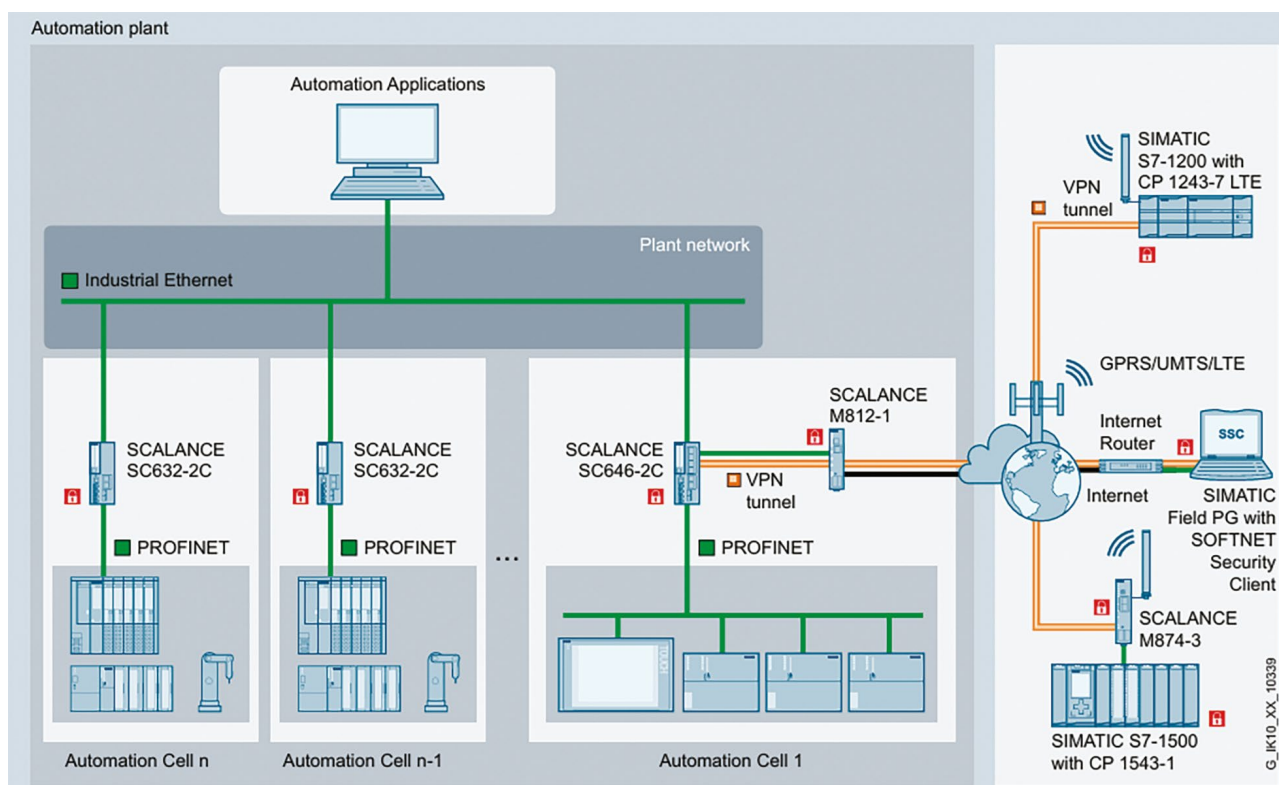 Automation plant
Automation Applications
Plant network
Industrial Ethernet
SCALANCE
SC632-2C
PROFINET
Automation Cell n
SCALANCE
SC632-2C
PROFINET
Automation Cell n-1
...
SCALANCE
SC646-2C
VPN
tunnel
SCALANCE
M812-1
PROFINET
Automation Cell 1
SIMATIC
S7-1200 with
CP 1243-7 LTE
VPN
tunnel
GPRS/UMTS/LTE
Internet
Router
SSC
Internet
SIMATIC
Field PG with
SOFTNET
Security
Client
SCALANCE
M874-3
SIMATIC S7-1500
with CP 1543-1
G_IK10_XX_10339